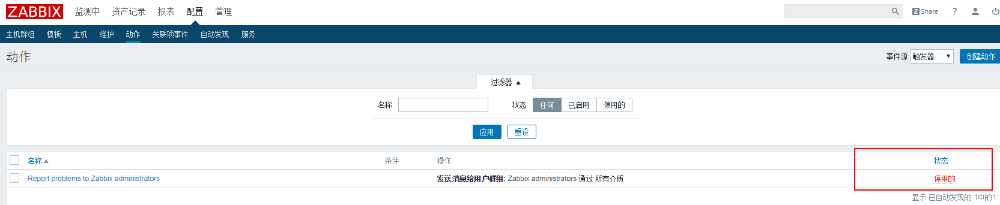 ZABBIX 监测中 资产记录 报表 配置 管理 Z Share ?
主机群组 模板 主机 维护 动作 关联项事件 自动发现 服务
动作 事件源 触发器 创建动作
过滤器
名称 状态 任何 已启用 停用的
应用 重设
名称 条件 操作 状态
Report problems to Zabbix administrators 发送消息给用户群组: Zabbix administrators 通过 所有介质 停用的
显示 已自动发现的 1中的1